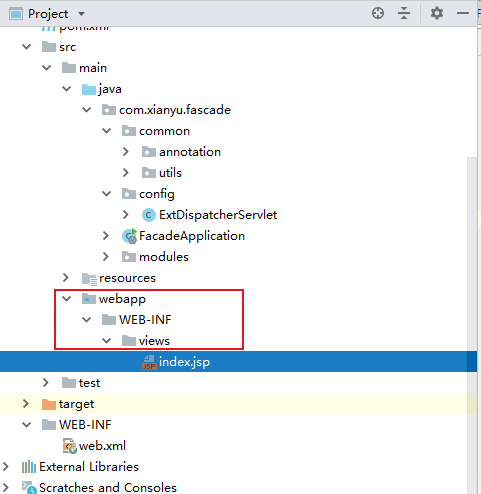 Project
pom.xml
src
main
java
com.xianyu.fascade
common
annotation
utils
config
C ExtDispatcherServlet
FacadeApplication
modules
resources
webapp
WEB-INF
views
JSP index.jsp
test
target
WEB-INF
web.xml
External Libraries
Scratches and Consoles